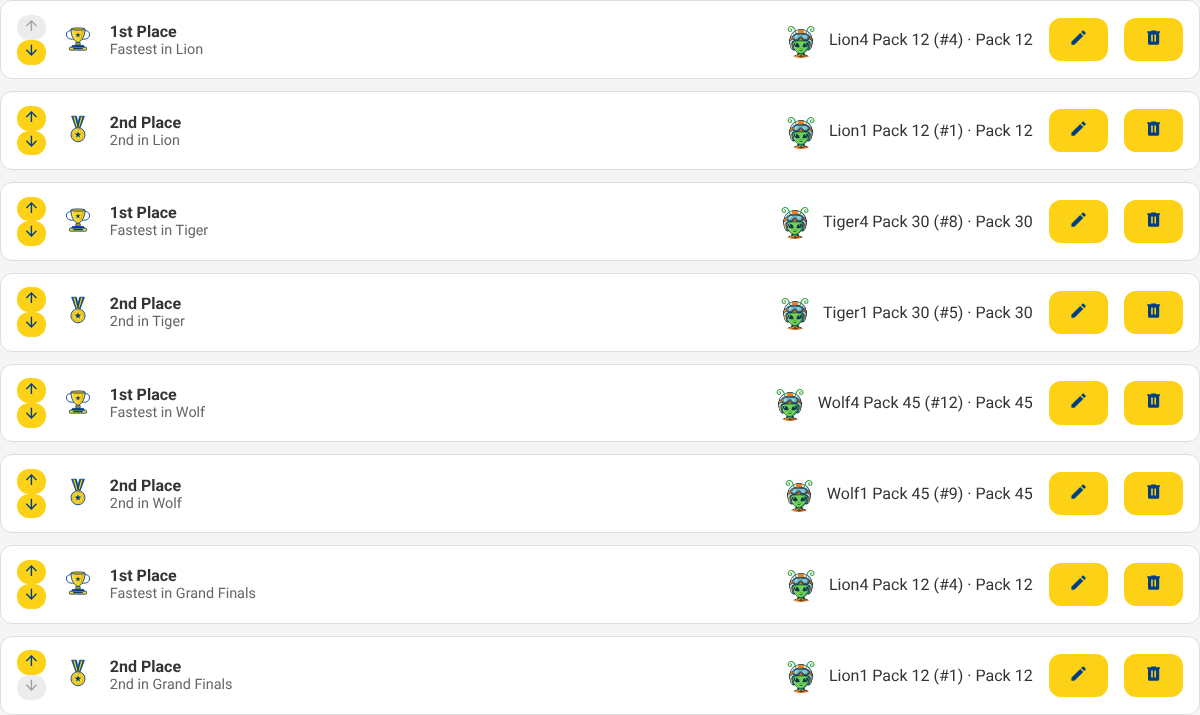 1st Place
Fastest in Lion
Lion4 Pack 12 (#4) · Pack 12
2nd Place
2nd in Lion
Lion1 Pack 12 (#1) · Pack 12
1st Place
Fastest in Tiger
Tiger4 Pack 30 (#8) · Pack 30
2nd Place
2nd in Tiger
Tiger1 Pack 30 (#5) · Pack 30
1st Place
Fastest in Wolf
Wolf4 Pack 45 (#12) · Pack 45
2nd Place
2nd in Wolf
Wolf1 Pack 45 (#9) · Pack 45
1st Place
Fastest in Grand Finals
Lion4 Pack 12 (#4) · Pack 12
2nd Place
2nd in Grand Finals
Lion1 Pack 12 (#1) · Pack 12